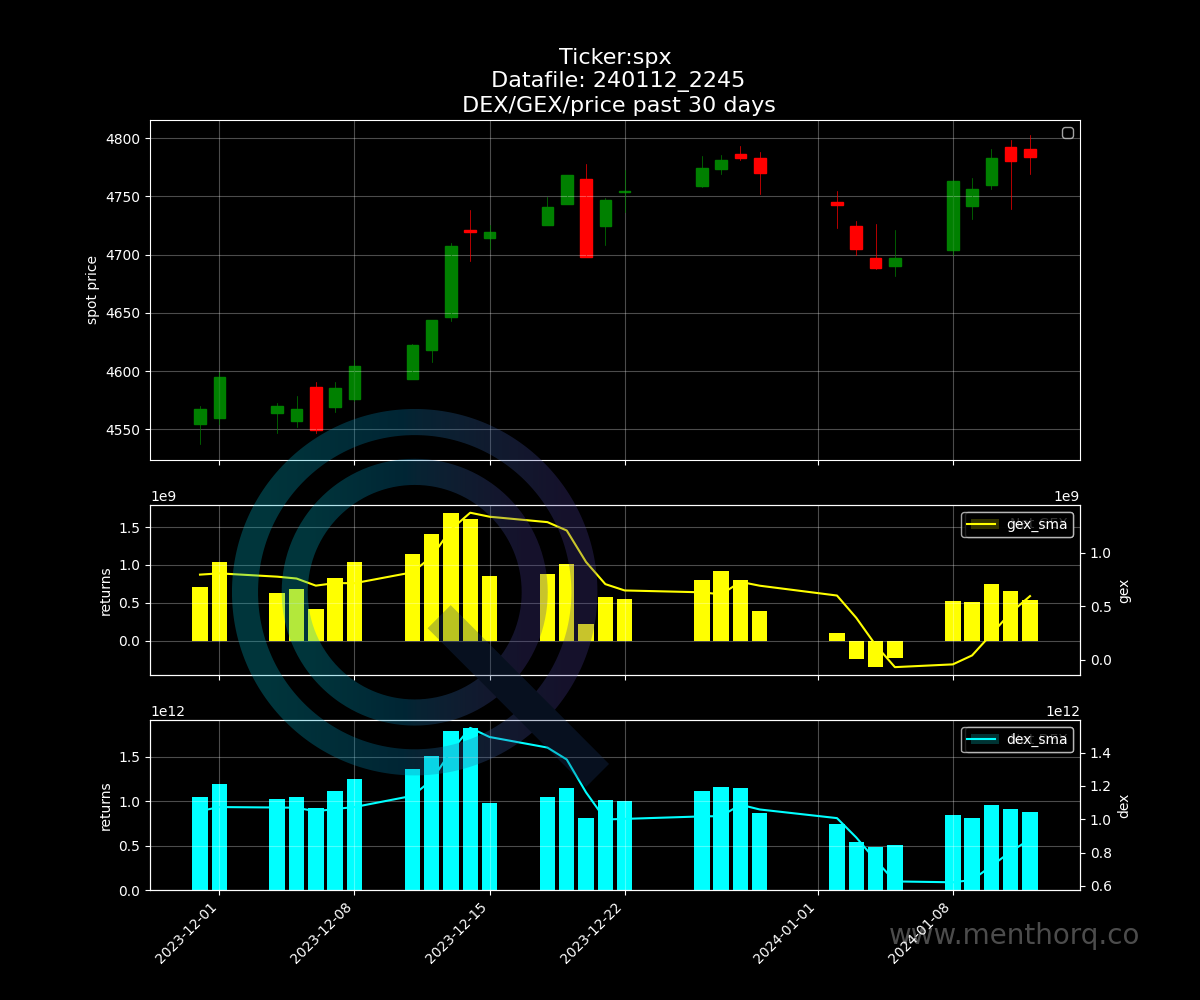 Ticker:spx
Datafile: 240112_2245
DEX/GEX/price past 30 days
4800
4750
4700
4650
4600
4550
spot price
1e9
1e9
1.5
1.0
0.5
0.0
returns
gex_sma
1.0
0.5
0.0
gex
1e12
1e12
1.5
1.0
0.5
0.0
returns
dex_sma
1.4
1.2
1.0
0.8
0.6
dex
2023-12-01
2023-12-08
2023-12-15
2023-12-22
2024-01-01
2024-01-08
www.menthorq.co